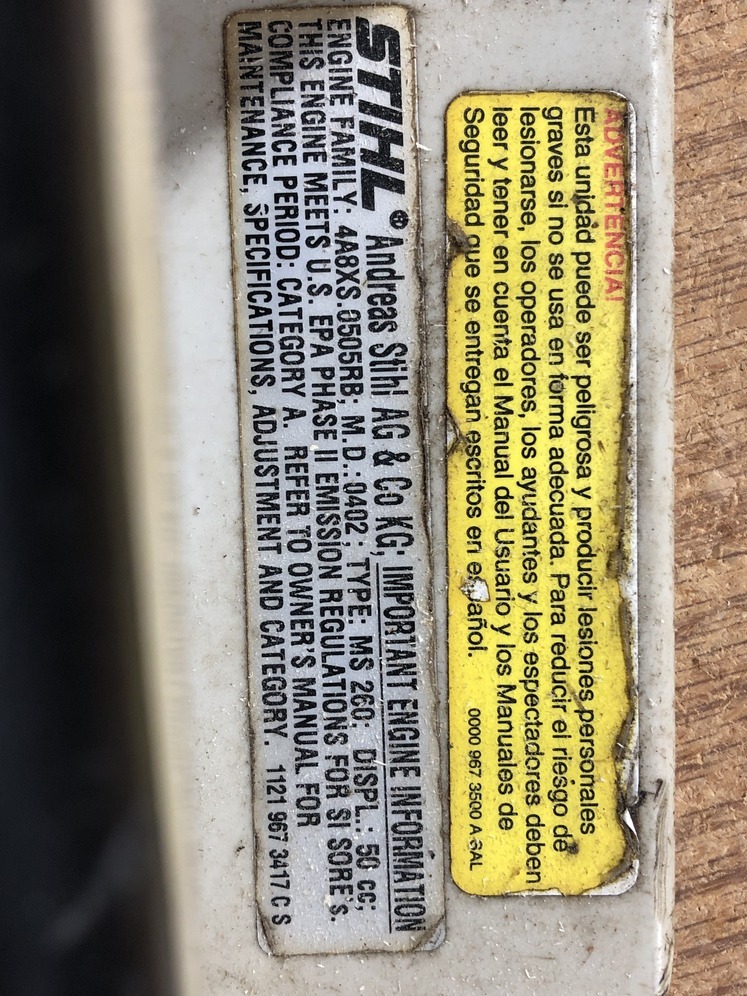 ADVERTENCIA!
Esta unidad puede ser peligrosa y producir lesiones personales
graves si no se usa en forma adecuada. Para reducir el riesgo de
lesionarse, los operadores, los ayudantes y los espectadores deben
leer y tener en cuenta el Manual del Usuario y los Manuales de
Seguridad que se entregan escritos en español. 0000 967 3500 A SAL
STIHL® Andreas Stihl AG & Co KG; IMPORTANT ENGINE INFORMATION
ENGINE FAMILY: 4A8XS.0505RB; M.D.: 0402; TYPE: MS 260; DISPL.: 50 cc;
THIS ENGINE MEETS U.S. EPA PHASE II EMISSION REGULATIONS FOR SI SORE'S.
COMPLIANCE PERIOD: CATEGORY A. REFER TO OWNER'S MANUAL FOR
MAINTENANCE, SPECIFICATIONS, ADJUSTMENT AND CATEGORY. 1121 967 3417 C S